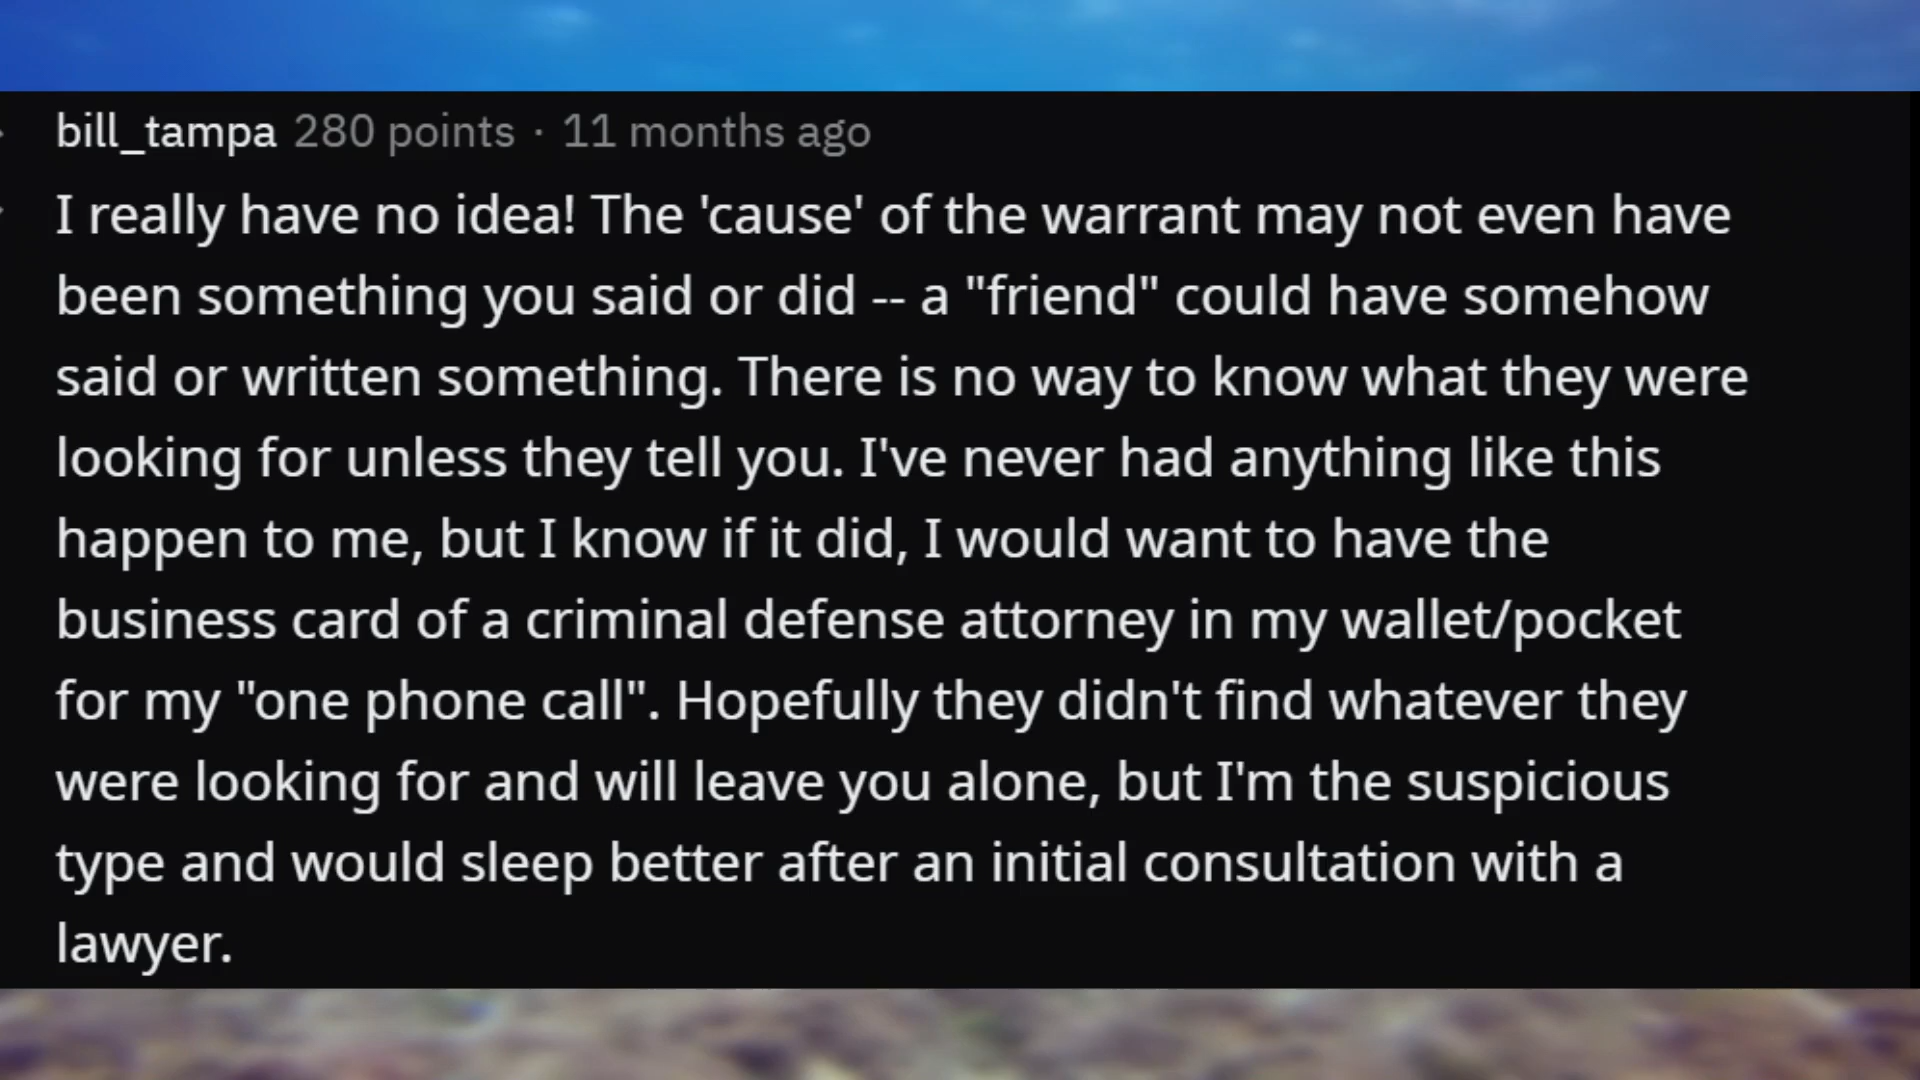 bill_tampa 280 points · 11 months ago
I really have no idea! The 'cause' of the warrant may not even have
been something you said or did -- a "friend" could have somehow
said or written something. There is no way to know what they were
looking for unless they tell you. I've never had anything like this
happen to me, but I know if it did, I would want to have the
business card of a criminal defense attorney in my wallet/pocket
for my "one phone call". Hopefully they didn't find whatever they
were looking for and will leave you alone, but I'm the suspicious
type and would sleep better after an initial consultation with a
lawyer.